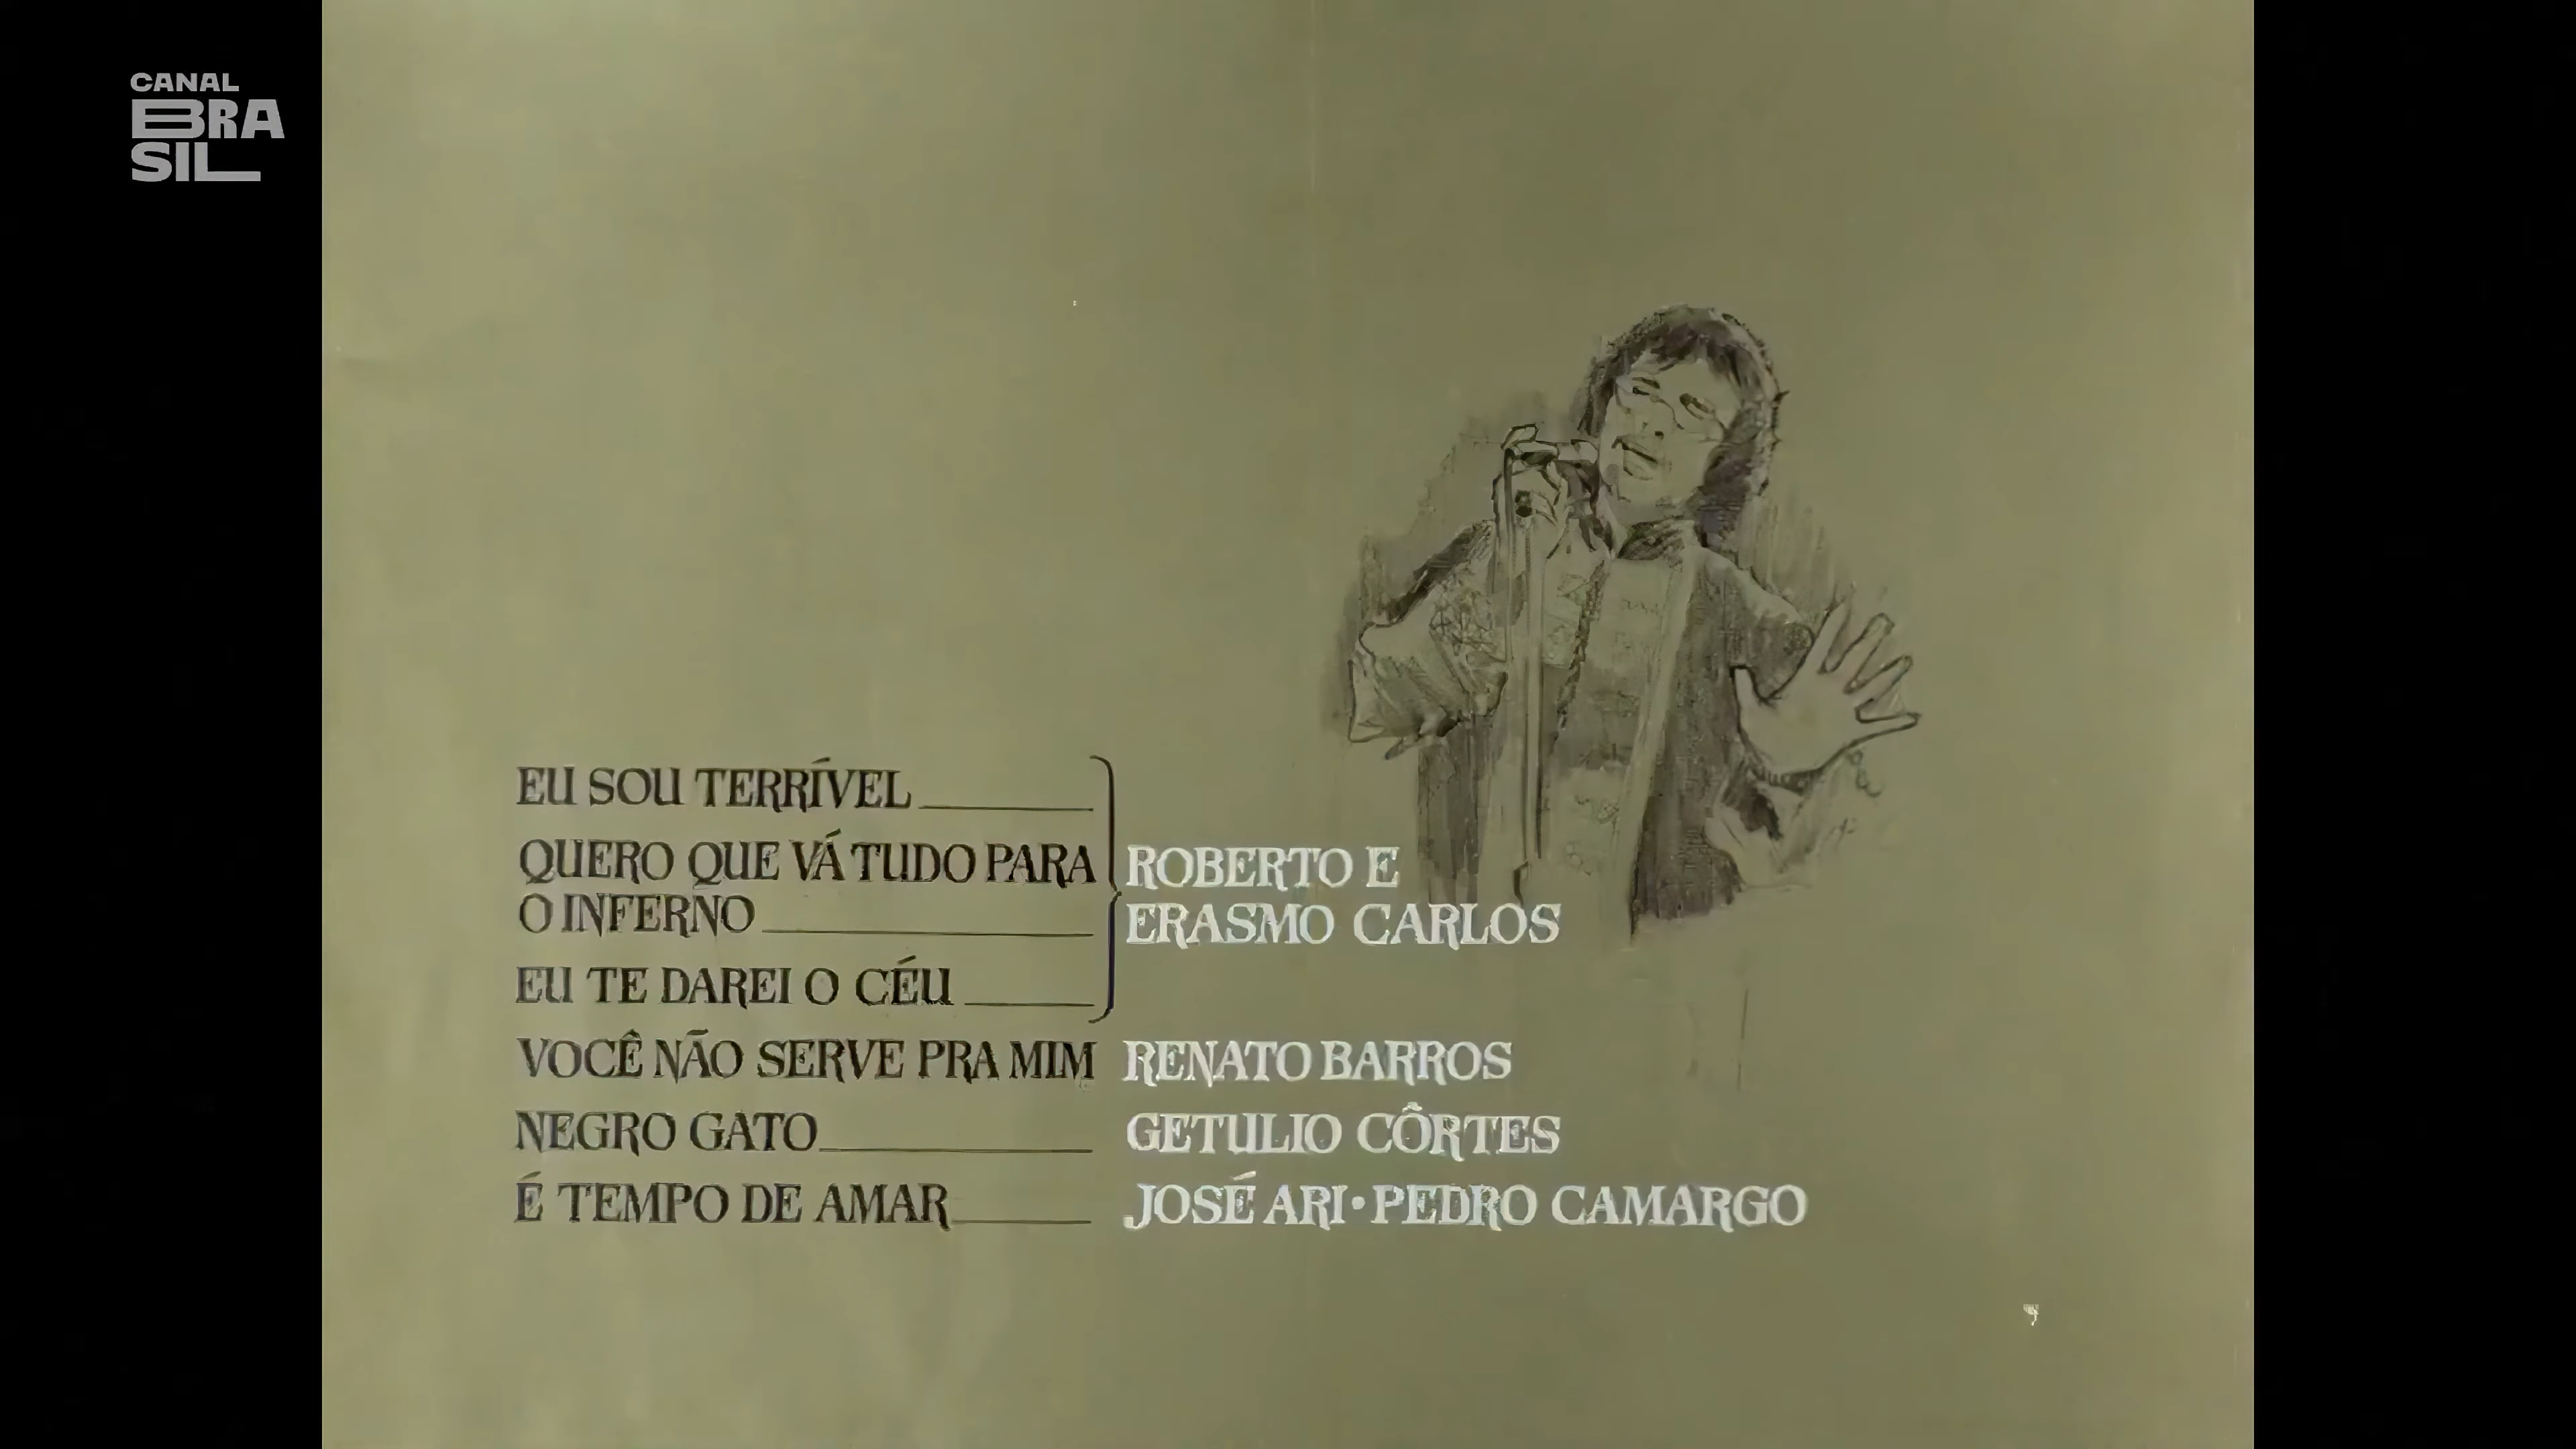 CANAL
BRA
SIL
EU SOU TERRÍVEL
QUERO QUE VÁ TUDO PARA
O INFERNO
ROBERTO E
ERASMO CARLOS
EU TE DAREI O CÉU
VOCÊ NÃO SERVE PRA MIM RENATO BARROS
NEGRO GATO GETULIO CÔRTES
É TEMPO DE AMAR JOSÉ ARI • PEDRO CAMARGO